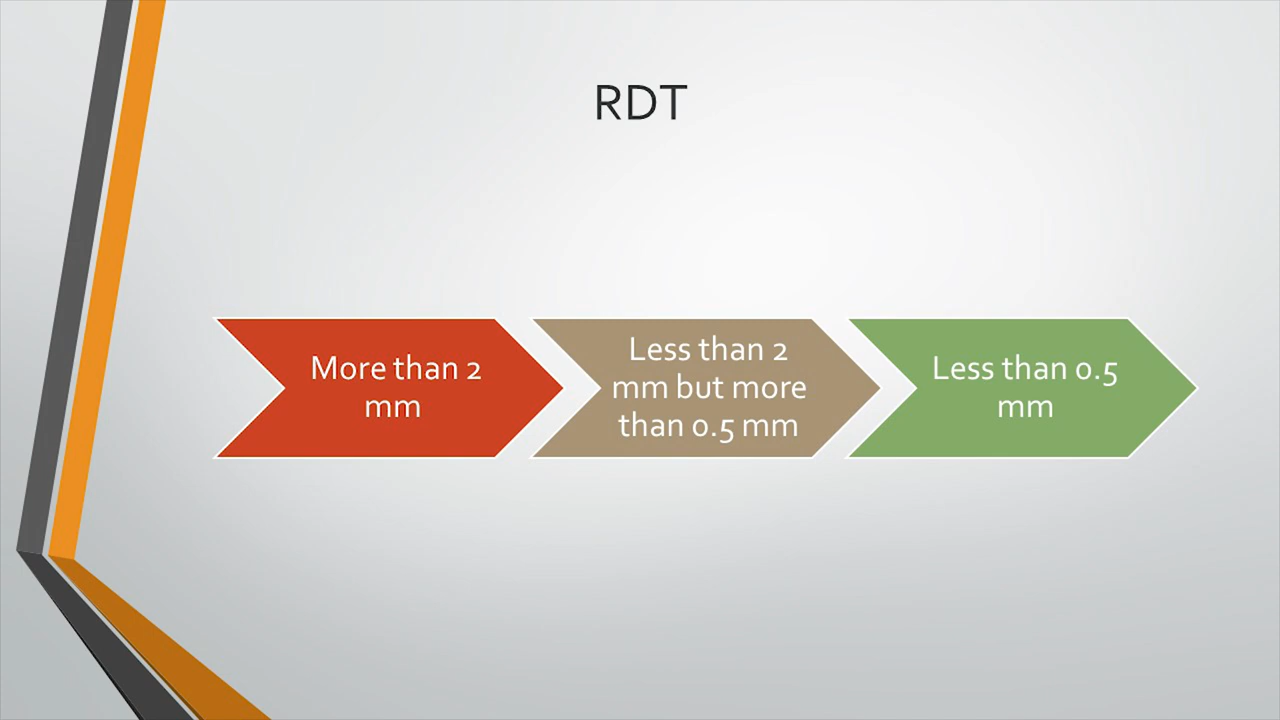 RDT
More than 2
mm
Less than 2
mm but more
than 0.5 mm
Less than 0.5
mm